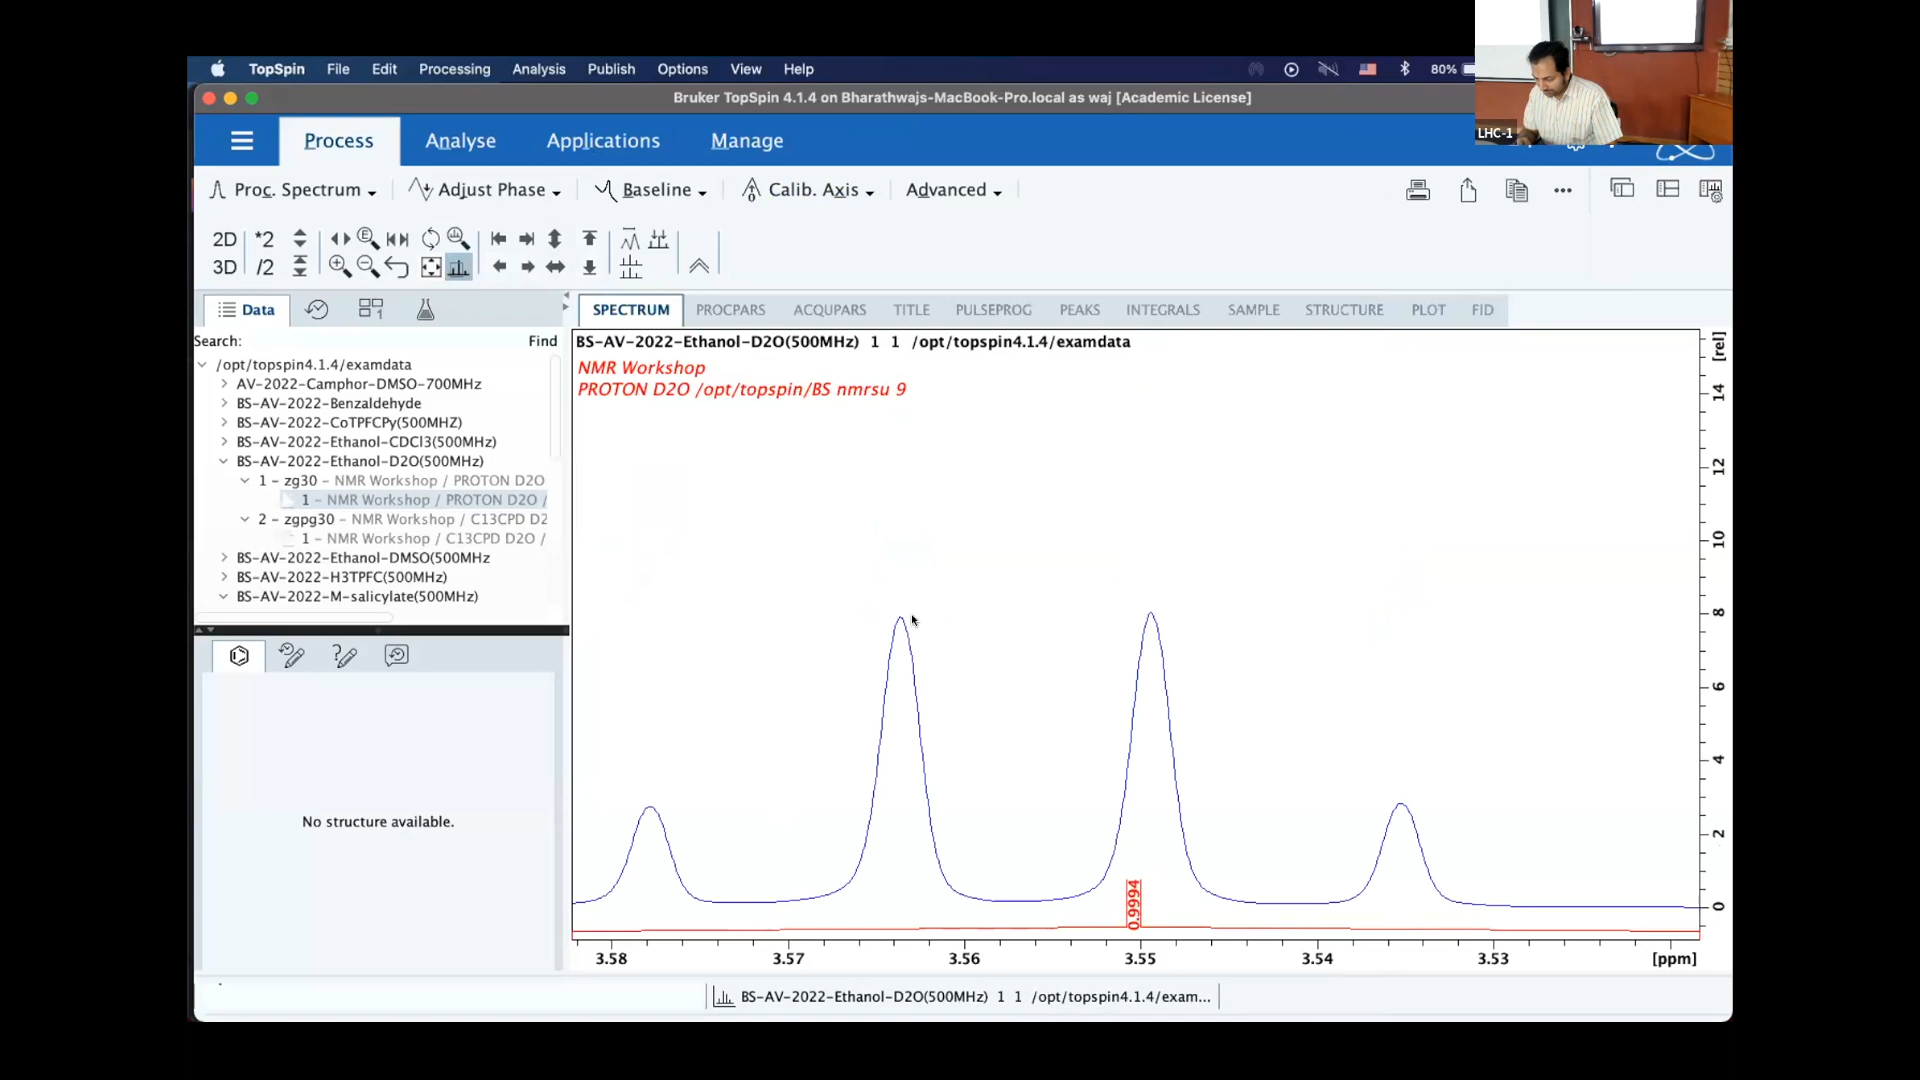 TopSpin File Edit Processing Analysis Publish Options View Help 80%
Bruker TopSpin 4.1.4 on Bharathwajs-MacBook-Pro.local as waj [Academic License]
LHC-1
Process Analyse Applications Manage
Proc. Spectrum Adjust Phase Baseline Calib. Axis Advanced
2D *2 E
3D /2
Data 1 SPECTRUM PROCPARS ACQUPARS TITLE PULSEPROG PEAKS INTEGRALS SAMPLE STRUCTURE PLOT FID
Search: Find
/opt/topspin4.1.4/examdata
AV-2022-Camphor-DMSO-700MHz
BS-AV-2022-Benzaldehyde
BS-AV-2022-CoTPFCPy(500MHZ)
BS-AV-2022-Ethanol-CDCl3(500MHz)
BS-AV-2022-Ethanol-D2O(500MHz)
1 - zg30 - NMR Workshop / PROTON D2O
1 - NMR Workshop / PROTON D2O /
2 - zgpg30 - NMR Workshop / C13CPD D2
1 - NMR Workshop / C13CPD D2O /
BS-AV-2022-Ethanol-DMSO(500MHz
BS-AV-2022-H3TPFC(500MHz)
BS-AV-2022-M-salicylate(500MHz)
No structure available.
BS-AV-2022-Ethanol-D2O(500MHz) 1 1 /opt/topspin4.1.4/examdata
NMR Workshop
PROTON D2O /opt/topspin/BS nmrsu 9
[rel]
14
12
10
8
6
4
2
0
0.9994
3.58 3.57 3.56 3.55 3.54 3.53 [ppm]
BS-AV-2022-Ethanol-D2O(500MHz) 1 1 /opt/topspin4.1.4/exam...